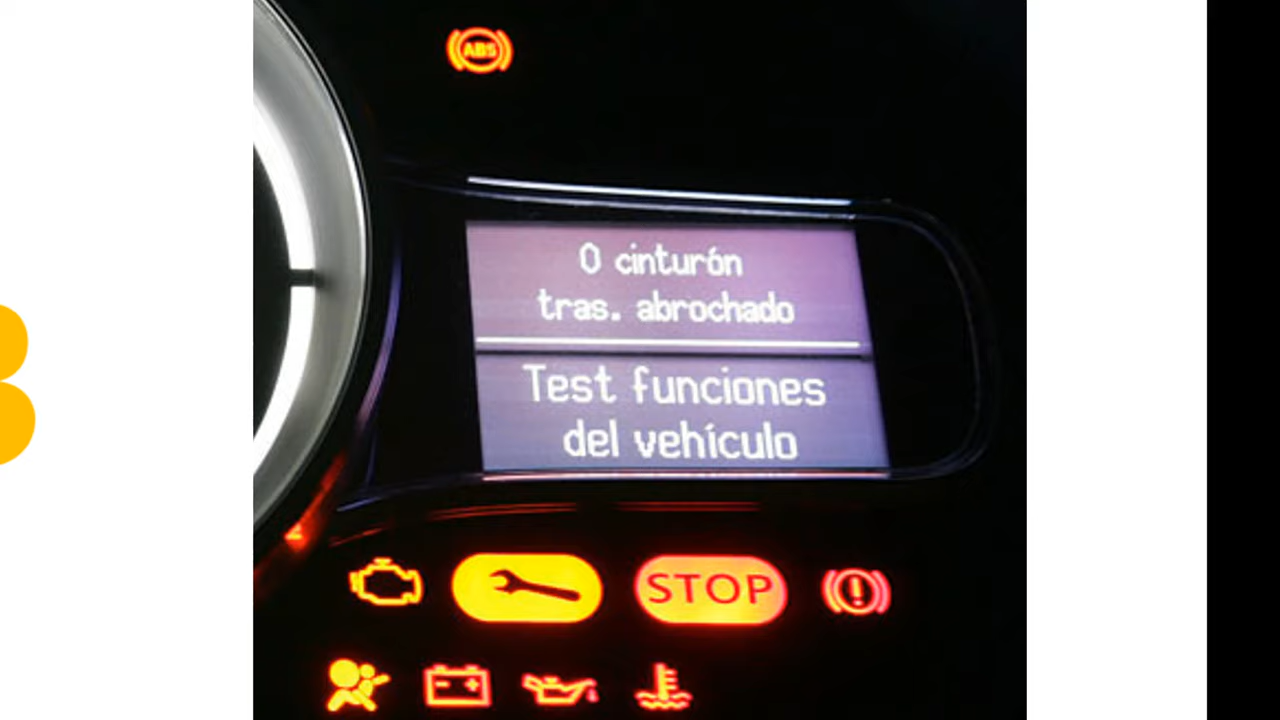 ABS
0 cinturón
tras. abrochado
Test funciones
del vehículo
STOP